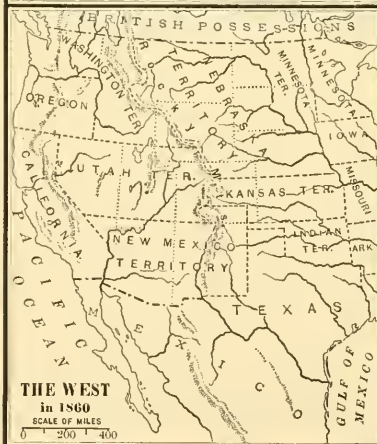 BRITISH POSSESSIONS
WASHINGTON TER.
ROCKY MTS
NEBRASKA
TERRITORY
MINNESOTA
TER.
MINNESOTA
OREGON
IOWA
UTAH TER.
CALIFORNIA
KANSAS TER.
MISSOURI
NEW MEXICO
TERRITORY
INDIAN
TER.
ARK
TEXAS
PACIFIC
OCEAN
MEXICO
GULF OF
MEXICO
THE WEST
in 1860
SCALE OF MILES
0 200 400